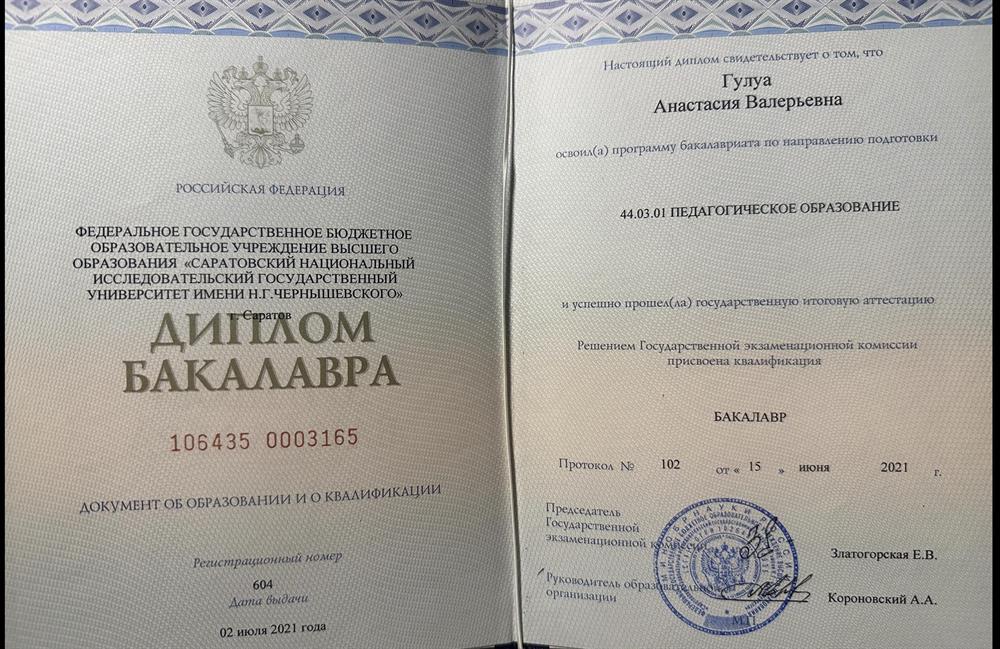 РОССИЙСКАЯ ФЕДЕРАЦИЯ
ФЕДЕРАЛЬНОЕ ГОСУДАРСТВЕННОЕ БЮДЖЕТНОЕ
ОБРАЗОВАТЕЛЬНОЕ УЧРЕЖДЕНИЕ ВЫСШЕГО
ОБРАЗОВАНИЯ «САРАТОВСКИЙ НАЦИОНАЛЬНЫЙ
ИССЛЕДОВАТЕЛЬСКИЙ ГОСУДАРСТВЕННЫЙ
УНИВЕРСИТЕТ ИМЕНИ Н.Г.ЧЕРНЫШЕВСКОГО»
г. Саратов
ДИПЛОМ
БАКАЛАВРА
106435 0003165
ДОКУМЕНТ ОБ ОБРАЗОВАНИИ И О КВАЛИФИКАЦИИ
Регистрационный номер
604
Дата выдачи
02 июля 2021 года
Настоящий диплом свидетельствует о том, что
Гулуа
Анастасия Валерьевна
освоил(а) программу бакалавриата по направлению подготовки
44.03.01 ПЕДАГОГИЧЕСКОЕ ОБРАЗОВАНИЕ
и успешно прошел(ла) государственную итоговую аттестацию
Решением Государственной экзаменационной комиссии
присвоена квалификация
БАКАЛАВР
Протокол № 102 от « 15 » июня 2021 г.
Председатель
Государственной
экзаменационной комиссии
Златогорская Е.В.
Руководитель образовательной
организации
Короновский А.А.
М.П.
МИНОБРНАУКИ РОССИИ